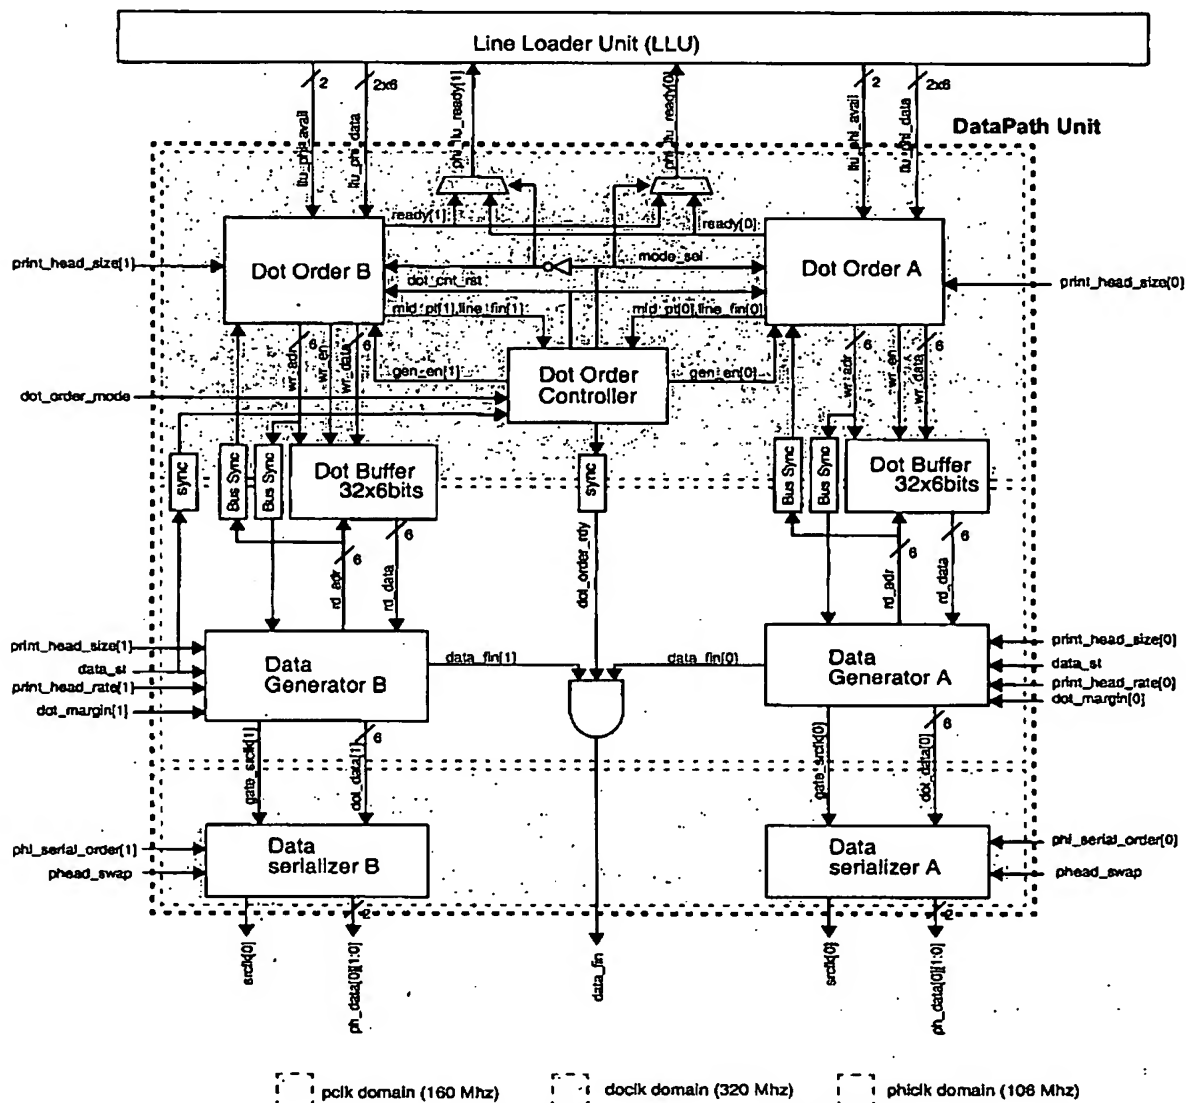 Line Loader Unit (LLU)
2
2x6
phi_llu_ready[1]
phi_llu_ready[0]
2
2x6
DataPath Unit
llu_phi_avail
llu_phi_data
llu_phi_avail
llu_phi_data
ready[1]
ready[0]
print_head_size[1]
Dot Order B
mode_sel
dot_cnt_rst
Dot Order A
print_head_size[0]
mid_pt[1],line_fin[1]
mid_pt[0],line_fin[0]
6
wr_adr
wr_en
wr_data
6
gen_en[1]
Dot Order
Controller
gen_en[0]
6
wr_adr
wr_en
wr_data
6
dot_order_mode
sync
Bus Sync
Bus Sync
Dot Buffer
32x6bits
sync
Bus Sync
Bus Sync
Dot Buffer
32x6bits
6
rd_adr
6
rd_data
dot_order_rdy
6
rd_adr
6
rd_data
print_head_size[1]
data_st
print_head_rate[1]
dot_margin[1]
Data
Generator B
data_fin[1]
data_fin[0]
Data
Generator A
print_head_size[0]
data_st
print_head_rate[0]
dot_margin[0]
gate_srclk[1]
dot_data[1]
6
gate_srclk[0]
dot_data[0]
6
phi_serial_order[1]
phead_swap
Data
serializer B
Data
serializer A
phi_serial_order[0]
phead_swap
2
2
srclk[0]
ph_data[0][1:0]
data_fin
srclk[0]
ph_data[0][1:0]
pclk domain (160 Mhz)
doclk domain (320 Mhz)
phiclk domain (106 Mhz)